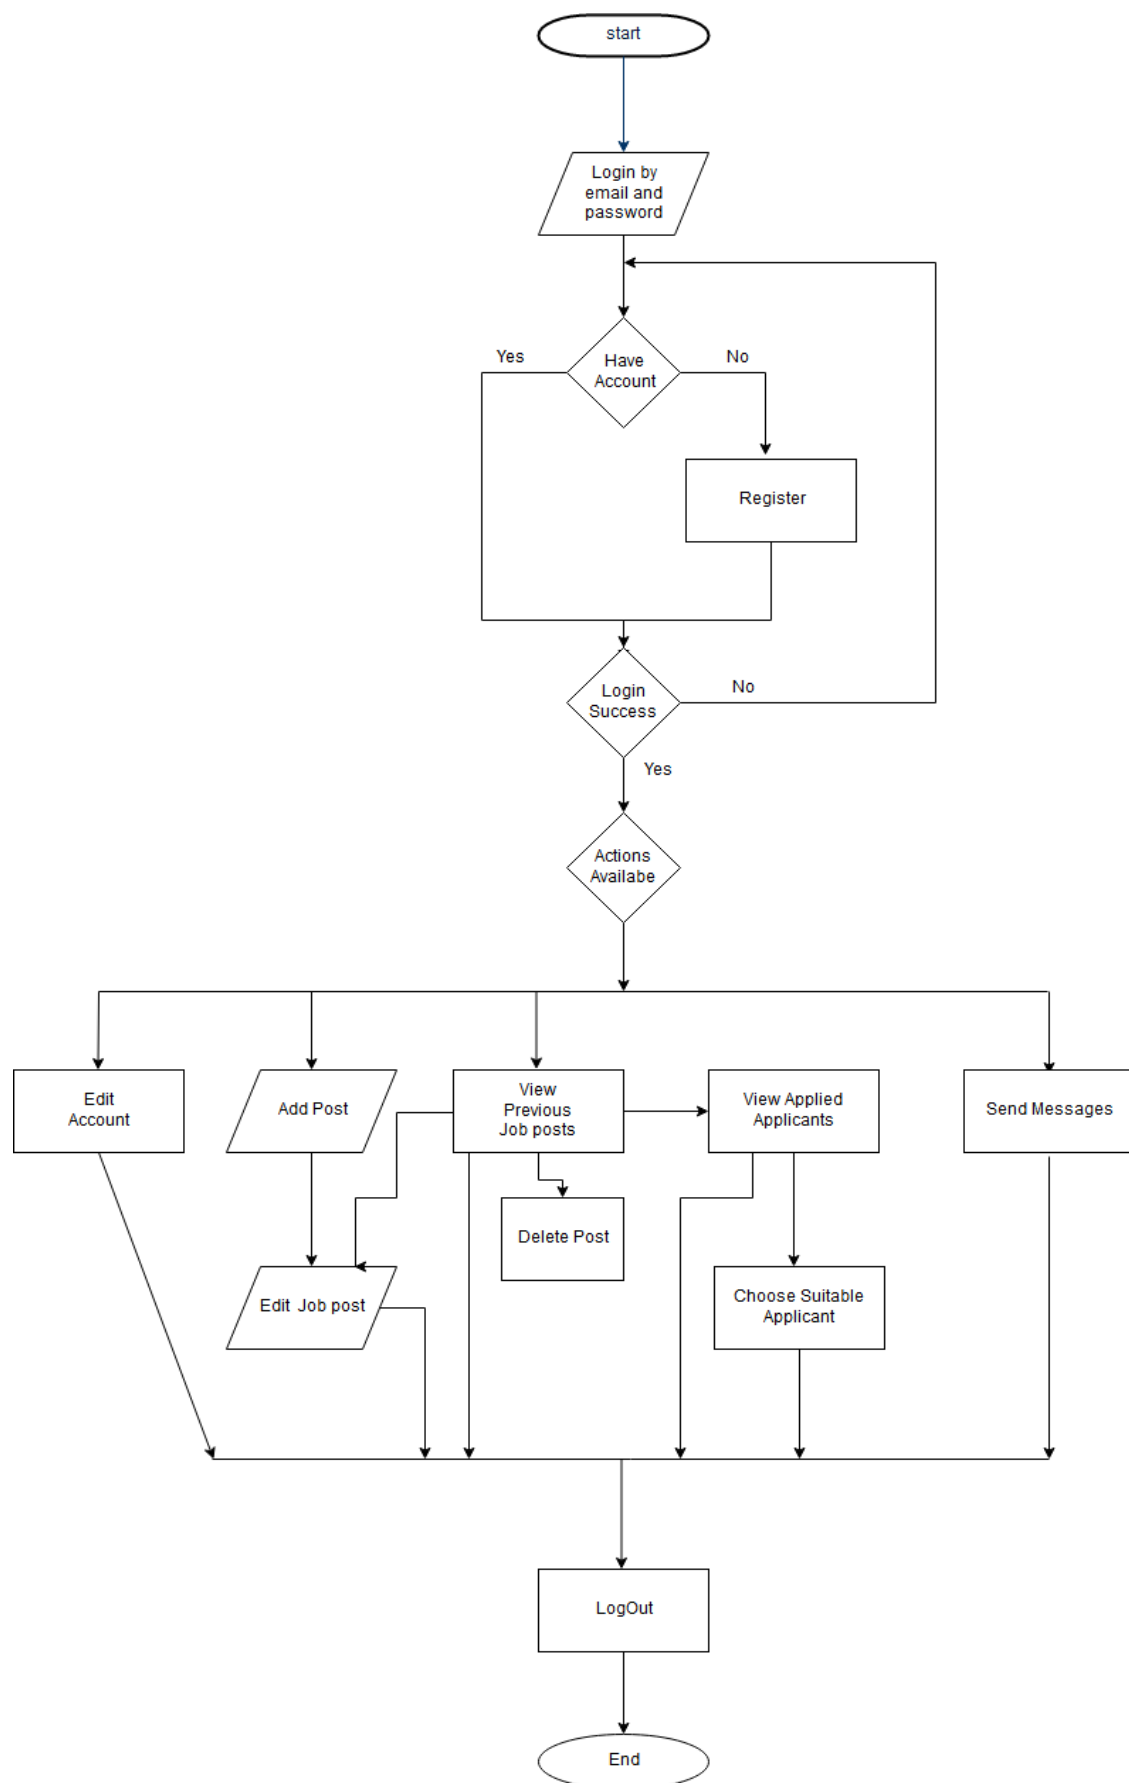 start
Login by
email and
password
Yes
Have
Account
No
Register
Login
Success
No
Yes
Actions
Availabe
Edit
Account
Add Post
View
Previous
Job posts
View Applied
Applicants
Send Messages
Delete Post
Edit Job post
Choose Suitable
Applicant
LogOut
End